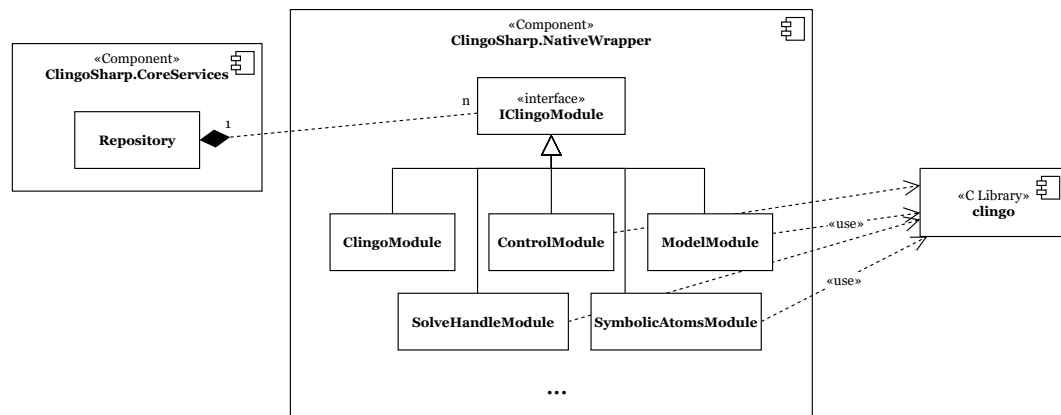 «Component»
ClingoSharp.CoreServices
Repository
1
n
«Component»
ClingoSharp.NativeWrapper
«interface»
IClingoModule
ClingoModule
ControlModule
ModelModule
SolveHandleModule
SymbolicAtomsModule
...
«use»
«use»
«C Library»
clingo